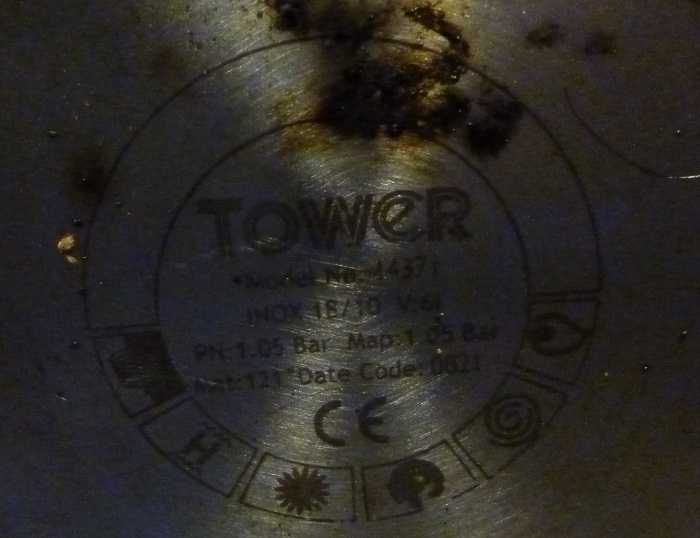 TOWER
*Model No.:14371
INOX 18/10 V:6L
PN:1.05 Bar Map:1.05 Bar
Mat:121°Date Code: 0821
CE
H